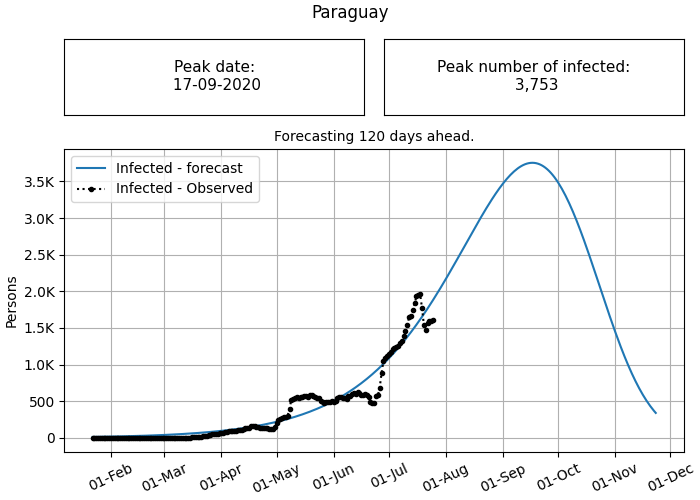 Paraguay
Peak date:
17-09-2020
Peak number of infected:
3,753
Forecasting 120 days ahead.
Infected - forecast
Infected - Observed
3.5K
3.0K
2.5K
2.0K
1.5K
1.0K
500
0
Persons
01-Feb
01-Mar
01-Apr
01-May
01-Jun
01-Jul
01-Aug
01-Sep
01-Oct
01-Nov
01-Dec